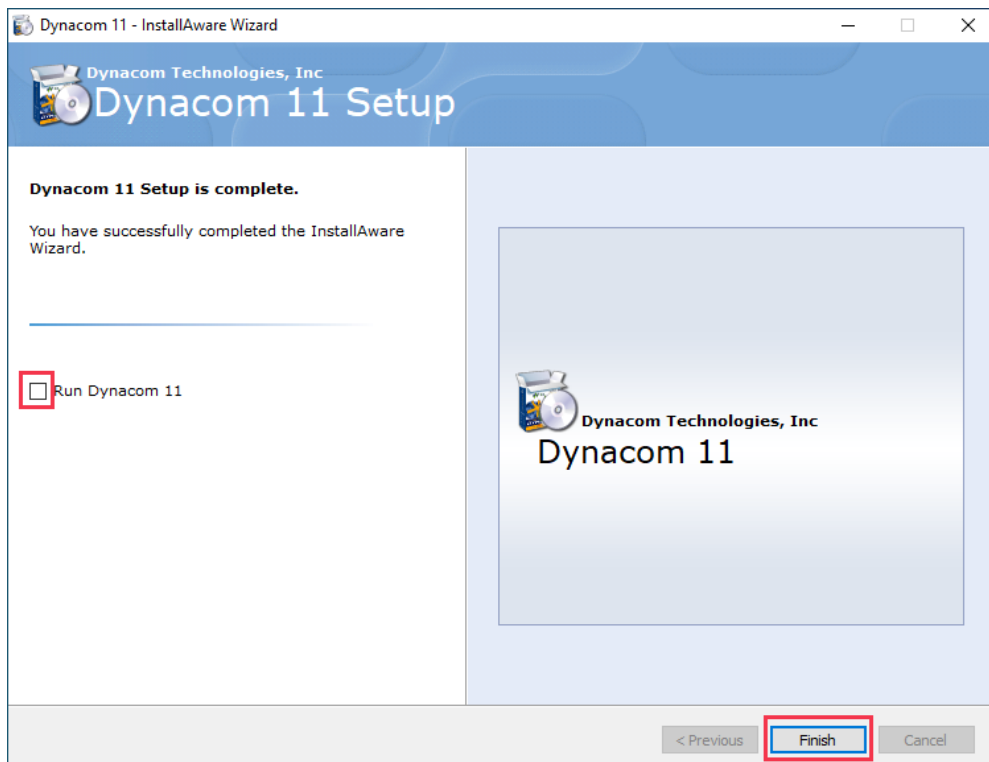 Dynacom 11 - InstallAware Wizard
Dynacom Technologies, Inc
Dynacom 11 Setup
Dynacom 11 Setup is complete.
You have successfully completed the InstallAware
Wizard.
Run Dynacom 11
Dynacom Technologies, Inc
Dynacom 11
< Previous
Finish
Cancel